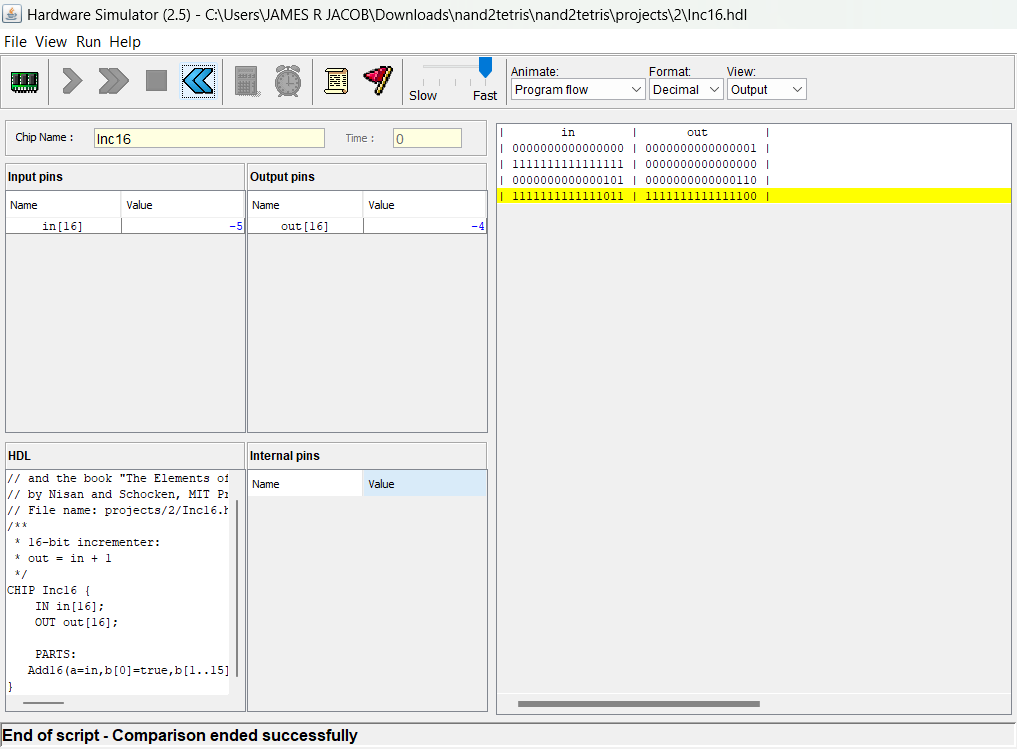 Hardware Simulator (2.5) - C:\Users\JAMES R JACOB\Downloads\nand2tetris\nand2tetris\projects\2\Inc16.hdl
File View Run Help
Slow Fast
Animate: Format: View:
Program flow Decimal Output
Chip Name : Inc16 Time : 0
Input pins
Name Value
in[16] -5
Output pins
Name Value
out[16] -4
HDL
// and the book "The Elements of
// by Nisan and Schocken, MIT Pr
// File name: projects/2/Inc16.h
/**
* 16-bit incrementer:
* out = in + 1
*/
CHIP Inc16 {
IN in[16];
OUT out[16];
PARTS:
Add16(a=in,b[0]=true,b[1..15]
}
Internal pins
Name Value
| in | out |
| 0000000000000000 | 0000000000000001 |
| 1111111111111111 | 0000000000000000 |
| 0000000000000101 | 0000000000000110 |
| 1111111111111011 | 1111111111111100 |
End of script - Comparison ended successfully